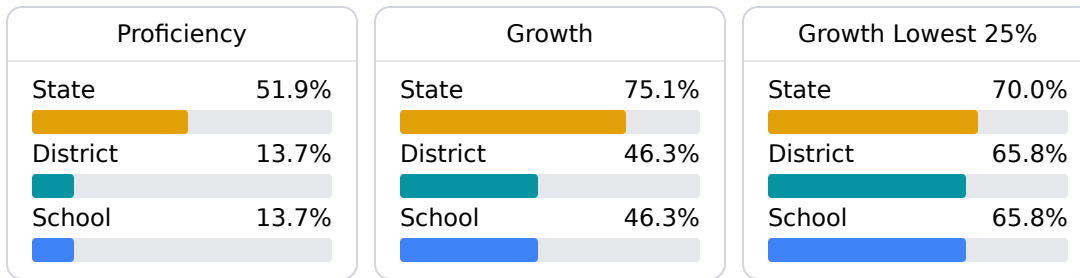 Proficiency
State 51.9%
District 13.7%
School 13.7%
Growth
State 75.1%
District 46.3%
School 46.3%
Growth Lowest 25%
State 70.0%
District 65.8%
School 65.8%